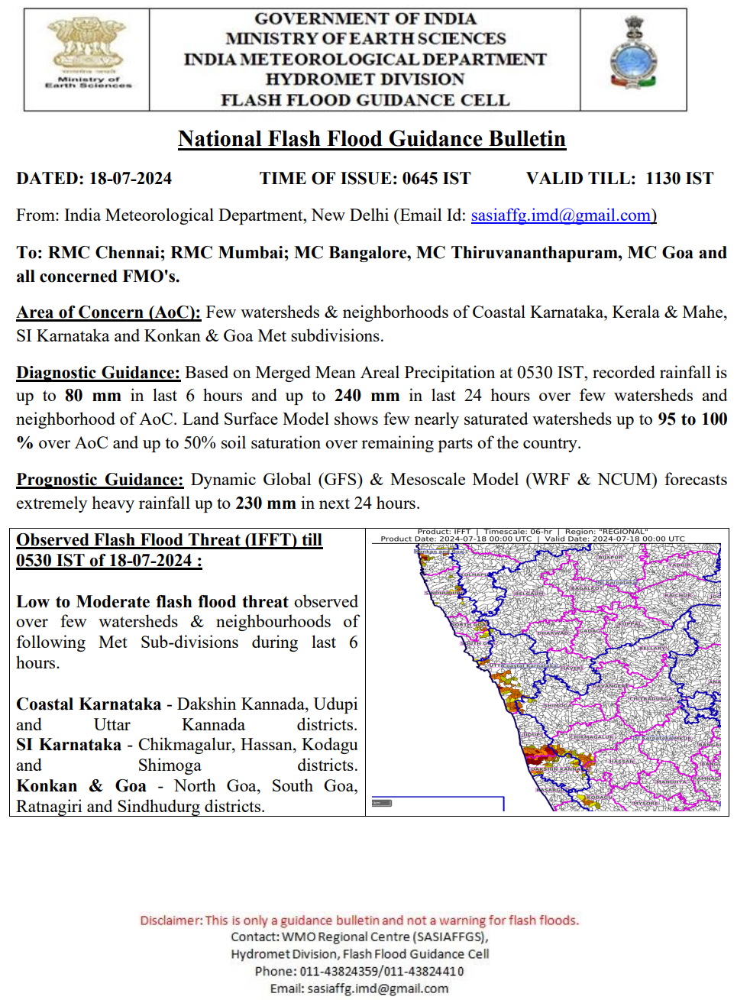 GOVERNMENT OF INDIA
MINISTRY OF EARTH SCIENCES
INDIA METEOROLOGICAL DEPARTMENT
HYDROMET DIVISION
FLASH FLOOD GUIDANCE CELL
Ministry of
Earth Sciences
National Flash Flood Guidance Bulletin
DATED: 18-07-2024 TIME OF ISSUE: 0645 IST VALID TILL: 1130 IST
From: India Meteorological Department, New Delhi (Email Id: sasiaffg.imd@gmail.com)
To: RMC Chennai; RMC Mumbai; MC Bangalore, MC Thiruvananthapuram, MC Goa and
all concerned FMO's.
Area of Concern (AoC): Few watersheds & neighborhoods of Coastal Karnataka, Kerala & Mahe,
SI Karnataka and Konkan & Goa Met subdivisions.
Diagnostic Guidance: Based on Merged Mean Areal Precipitation at 0530 IST, recorded rainfall is
up to 80 mm in last 6 hours and up to 240 mm in last 24 hours over few watersheds and
neighborhood of AoC. Land Surface Model shows few nearly saturated watersheds up to 95 to 100
% over AoC and up to 50% soil saturation over remaining parts of the country.
Prognostic Guidance: Dynamic Global (GFS) & Mesoscale Model (WRF & NCUM) forecasts
extremely heavy rainfall up to 230 mm in next 24 hours.
Observed Flash Flood Threat (IFFT) till
0530 IST of 18-07-2024 :
Low to Moderate flash flood threat observed
over few watersheds & neighbourhoods of
following Met Sub-divisions during last 6
hours.
Coastal Karnataka - Dakshin Kannada, Udupi
and Uttar Kannada districts.
SI Karnataka - Chikmagalur, Hassan, Kodagu
and Shimoga districts.
Konkan & Goa - North Goa, South Goa,
Ratnagiri and Sindhudurg districts.
Product: IFFT | Timescale: 06-hr | Region: "REGIONAL"
Product Date: 2024-07-18 00:00 UTC | Valid Date: 2024-07-18 00:00 UTC
Konkan and Goa
BIJAPUR
YADGIR
KOLHAPUR
NI Karnataka
BAGALKOT
SINDHUDURG
BELGAUM
RAICHUR
NORTH GOA
KOPPAL
DHARWAD
GADAG
SOUTH G
BELLARY
Coastal Karnataka
HAVERI
DAVANGERE
CHITRADURGA
SHIMOGA
UDUPI
CHIKMAGALUR
SI Karnataka
HASSAN
DAKSHIN KANNA
MANDHYA
KODAGU
MYSORE
Disclaimer: This is only a guidance bulletin and not a warning for flash floods.
Contact: WMO Regional Centre (SASIAFFGS),
Hydromet Division, Flash Flood Guidance Cell
Phone: 011-43824359/011-43824410
Email: sasiaffg.imd@gmail.com